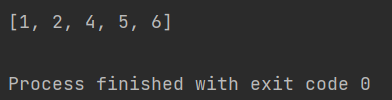 [1, 2, 4, 5, 6]
Process finished with exit code 0